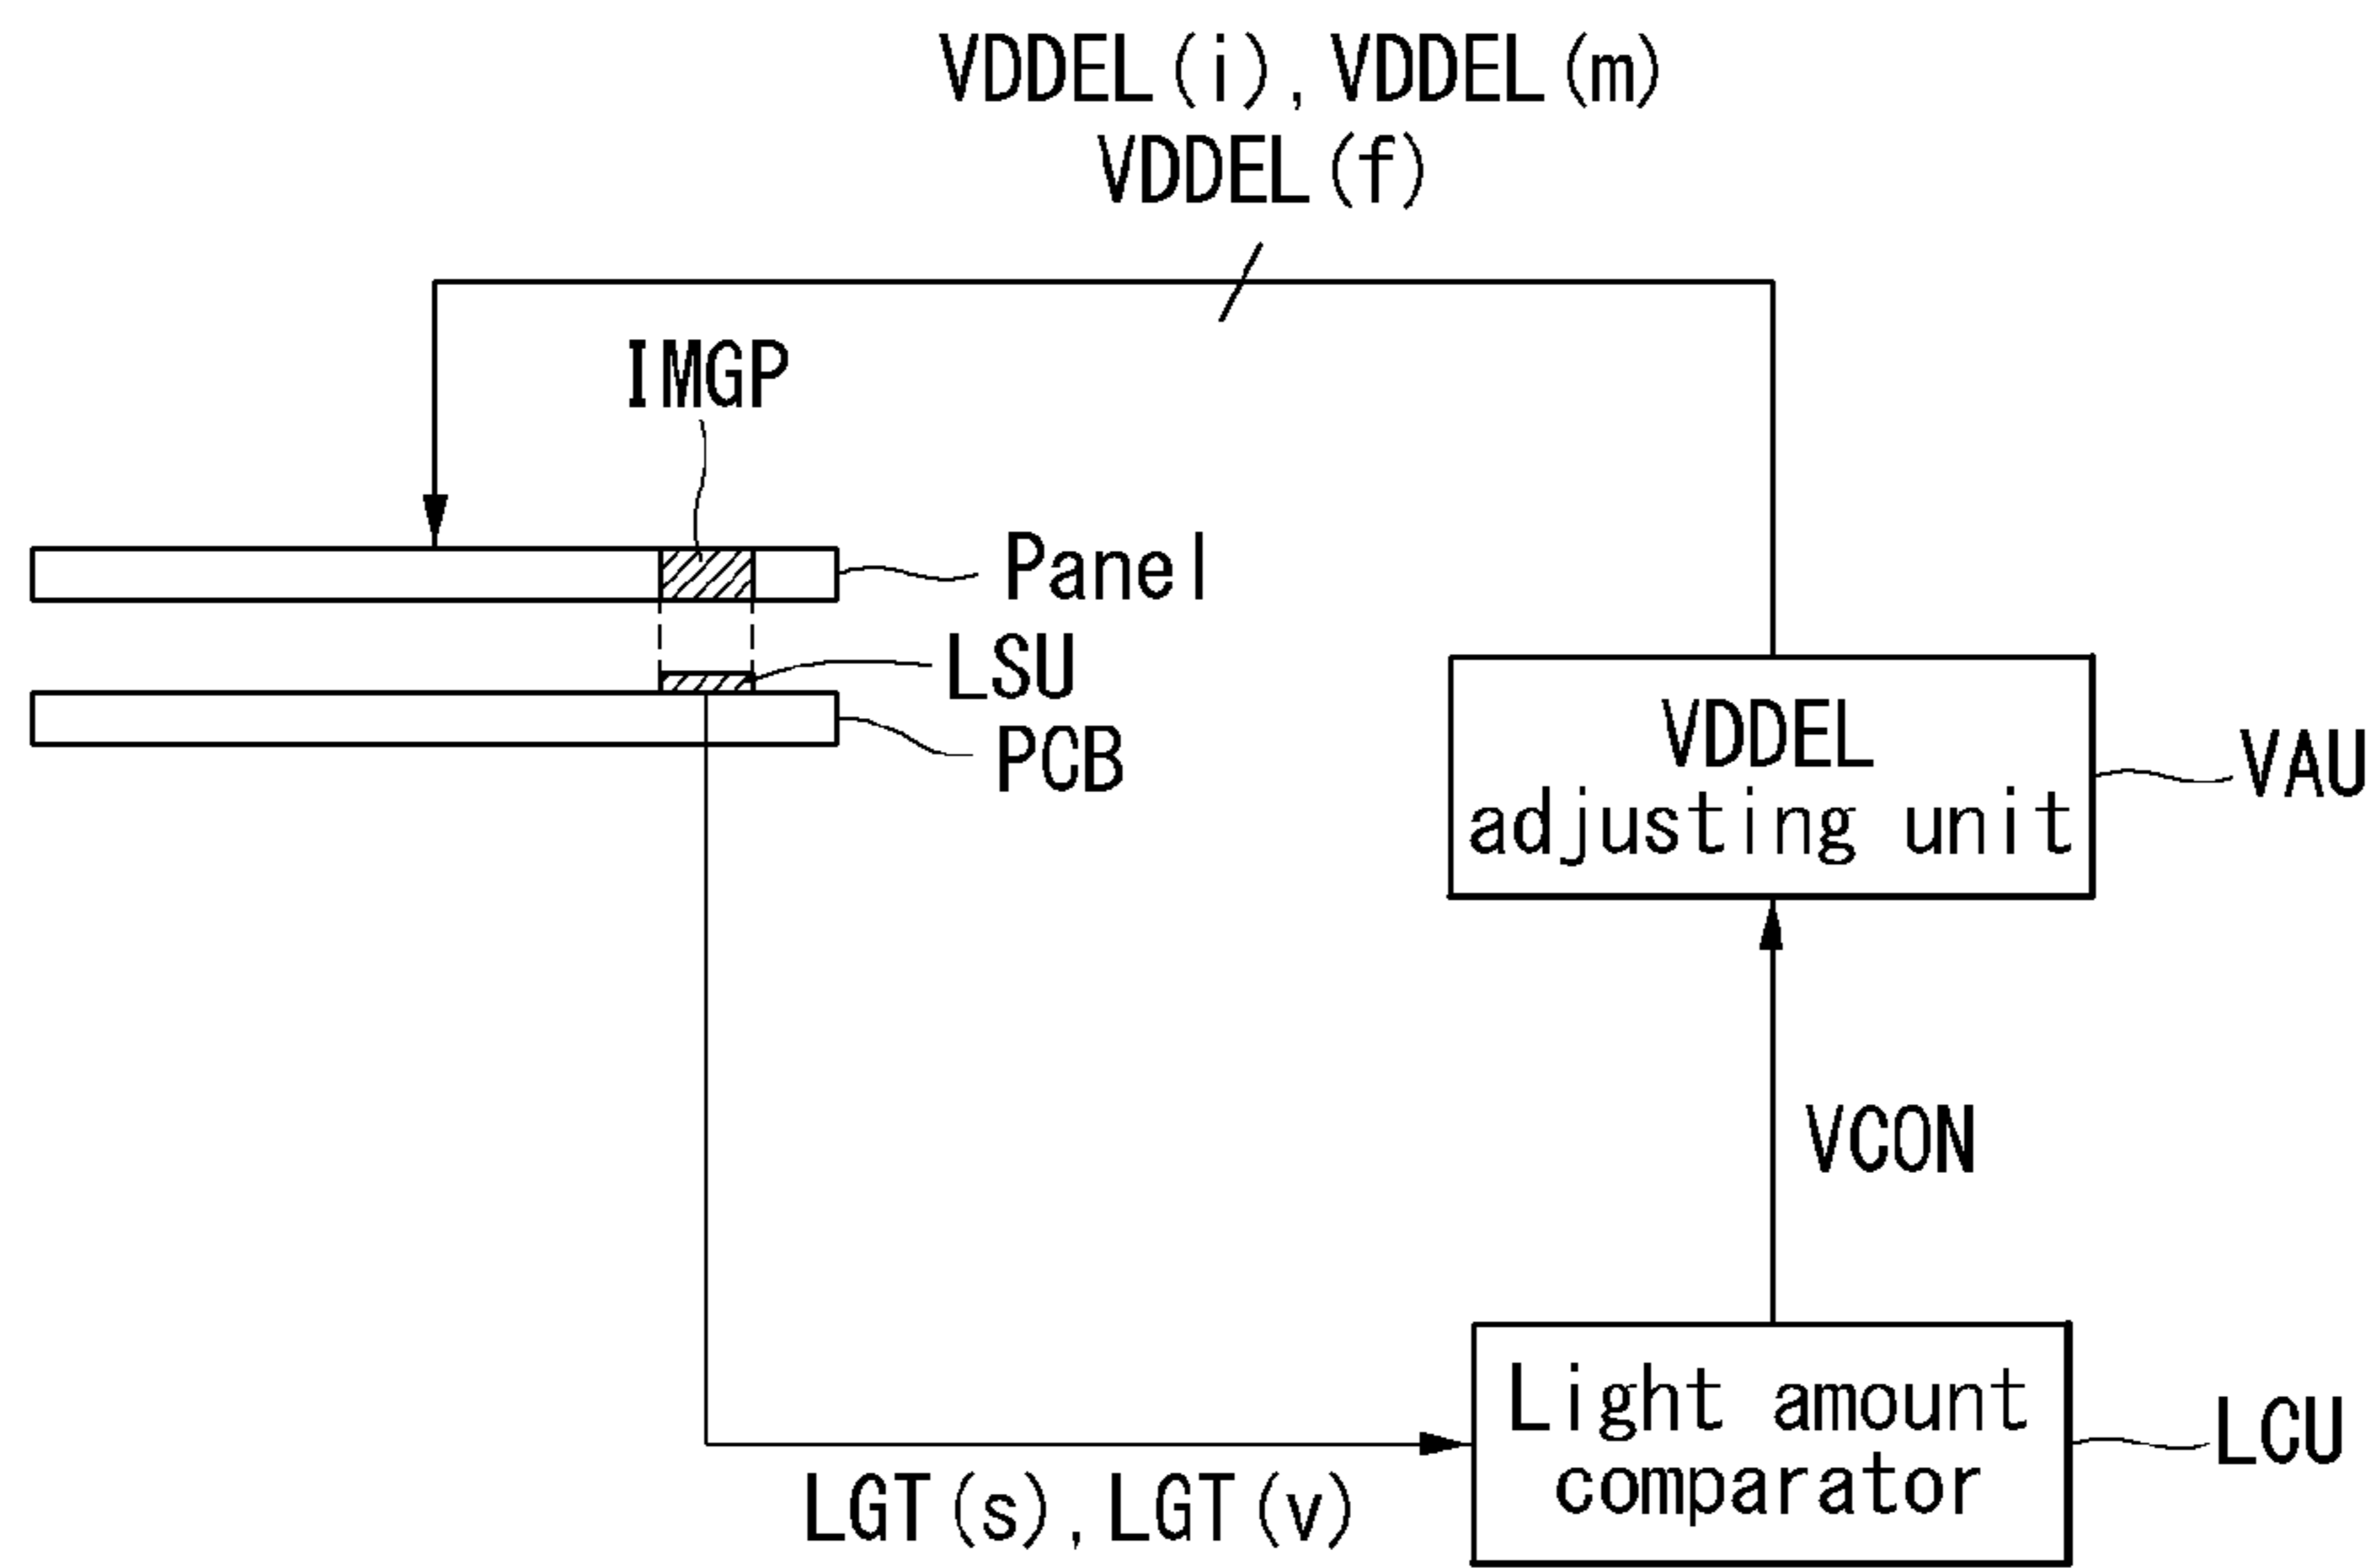 VDDEL(i), VDDEL(m)
VDDEL(f)
IMGP
Panel
LSU
PCB
VDDEL
adjusting unit
VAU
VCON
Light amount
comparator
LCU
LGT(s), LGT(v)